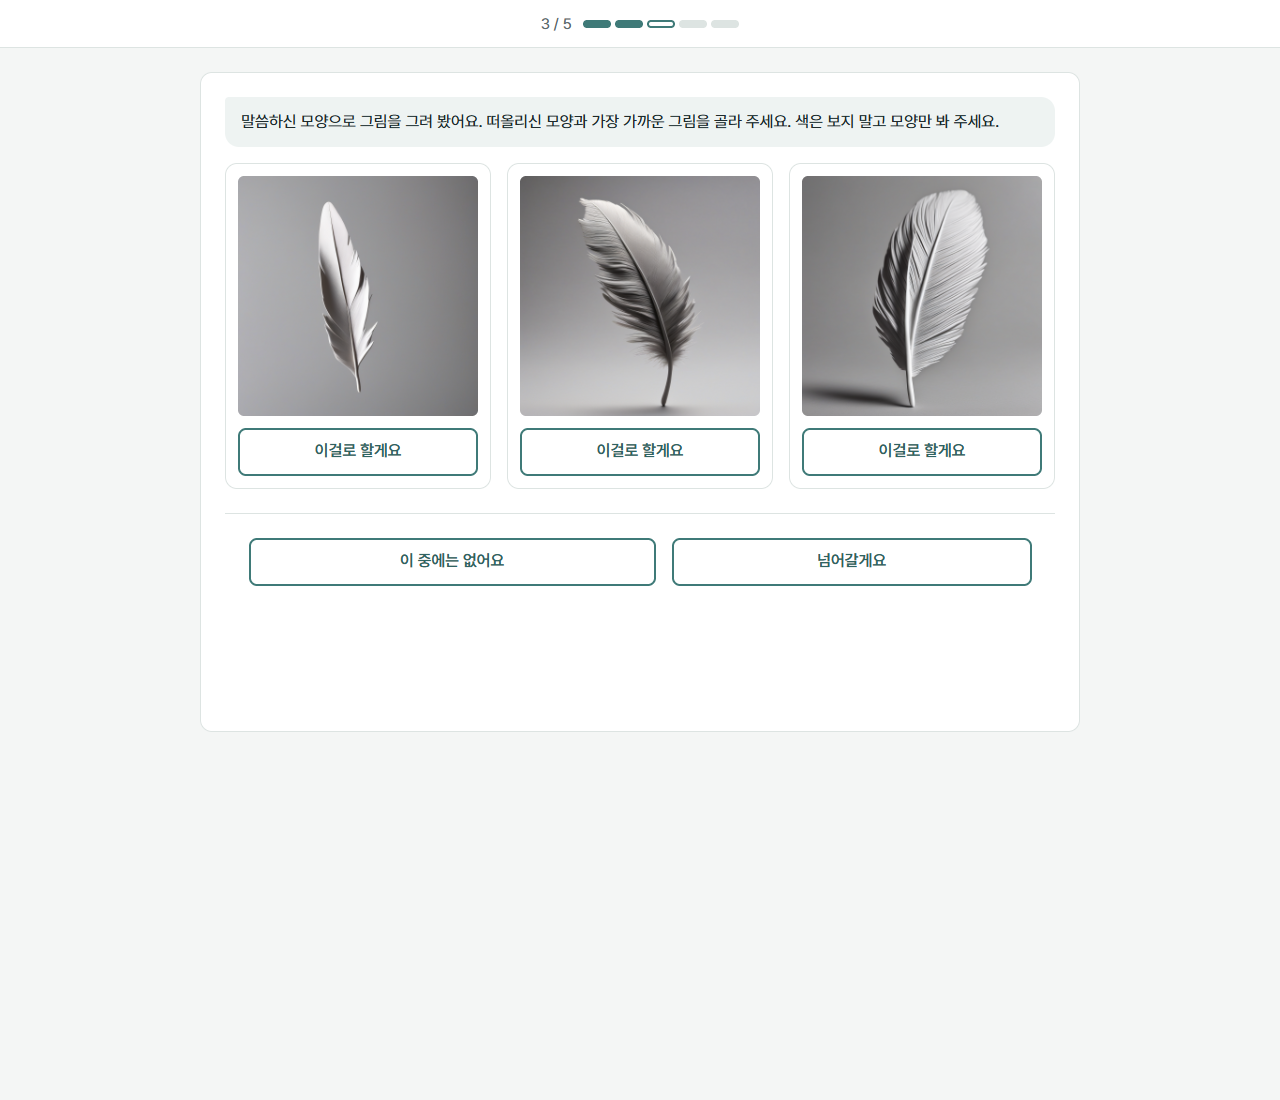 3 / 5
말씀하신 모양으로 그림을 그려 봤어요. 떠올리신 모양과 가장 가까운 그림을 골라 주세요. 색은 보지 말고 모양만 봐 주세요.
이걸로 할게요
이걸로 할게요
이걸로 할게요
이 중에는 없어요
넘어갈게요